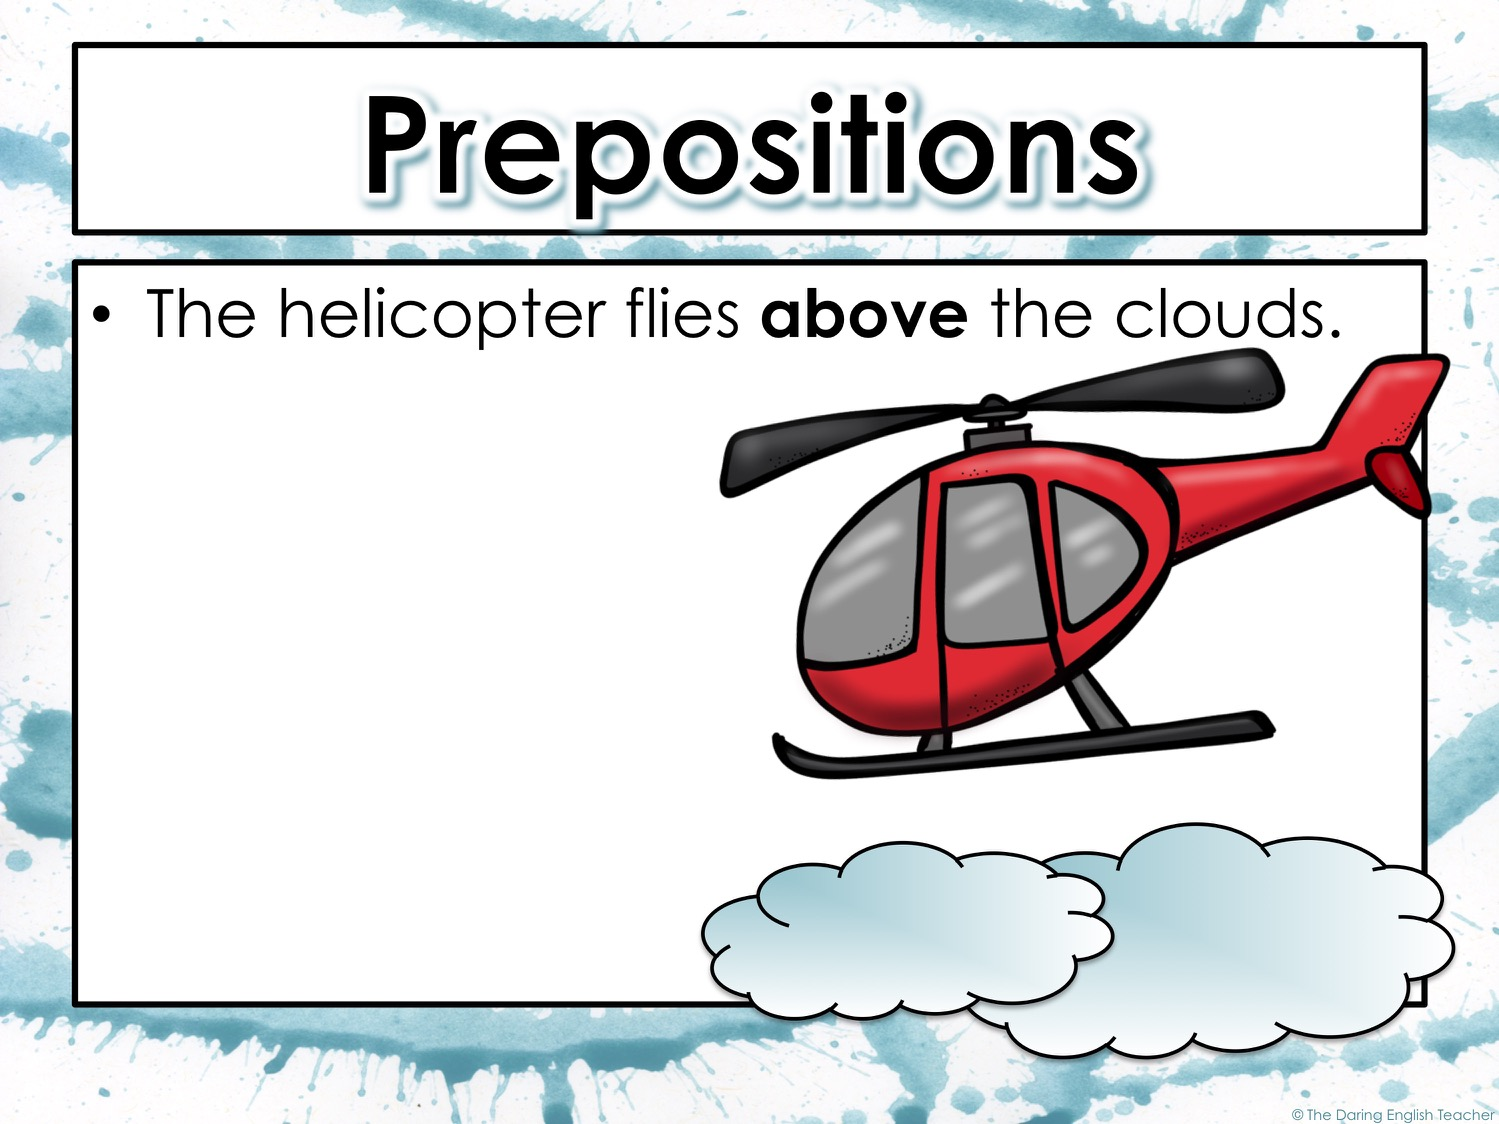 Prepositions
• The helicopter flies above the clouds.
© The Daring English Teacher